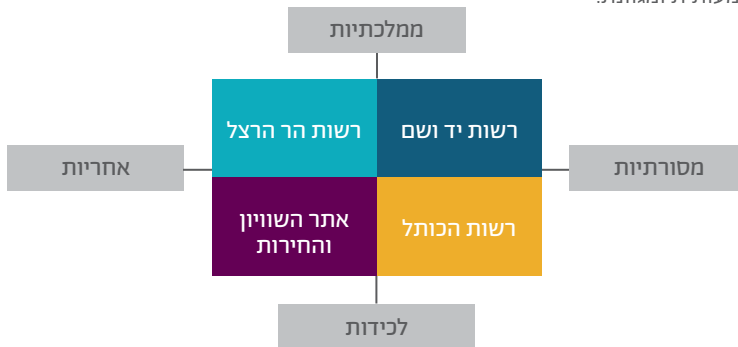 ממלכתיות
רשות יד ושם
רשות הר הרצל
מסורתיות
אחריות
רשות הכותל
אתר השוויון
והחירות
לכידות